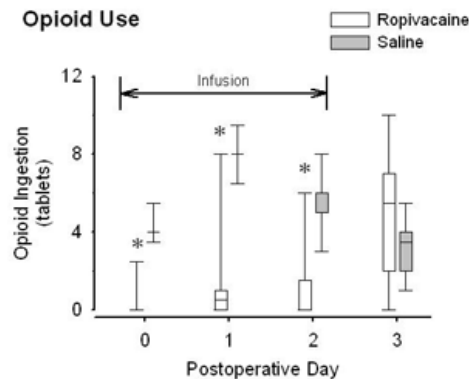 Opioid Use
Ropivacaine
Saline
Infusion
12
8
4
0
*
*
*
Opioid Ingestion
(tablets)
0 1 2 3
Postoperative Day